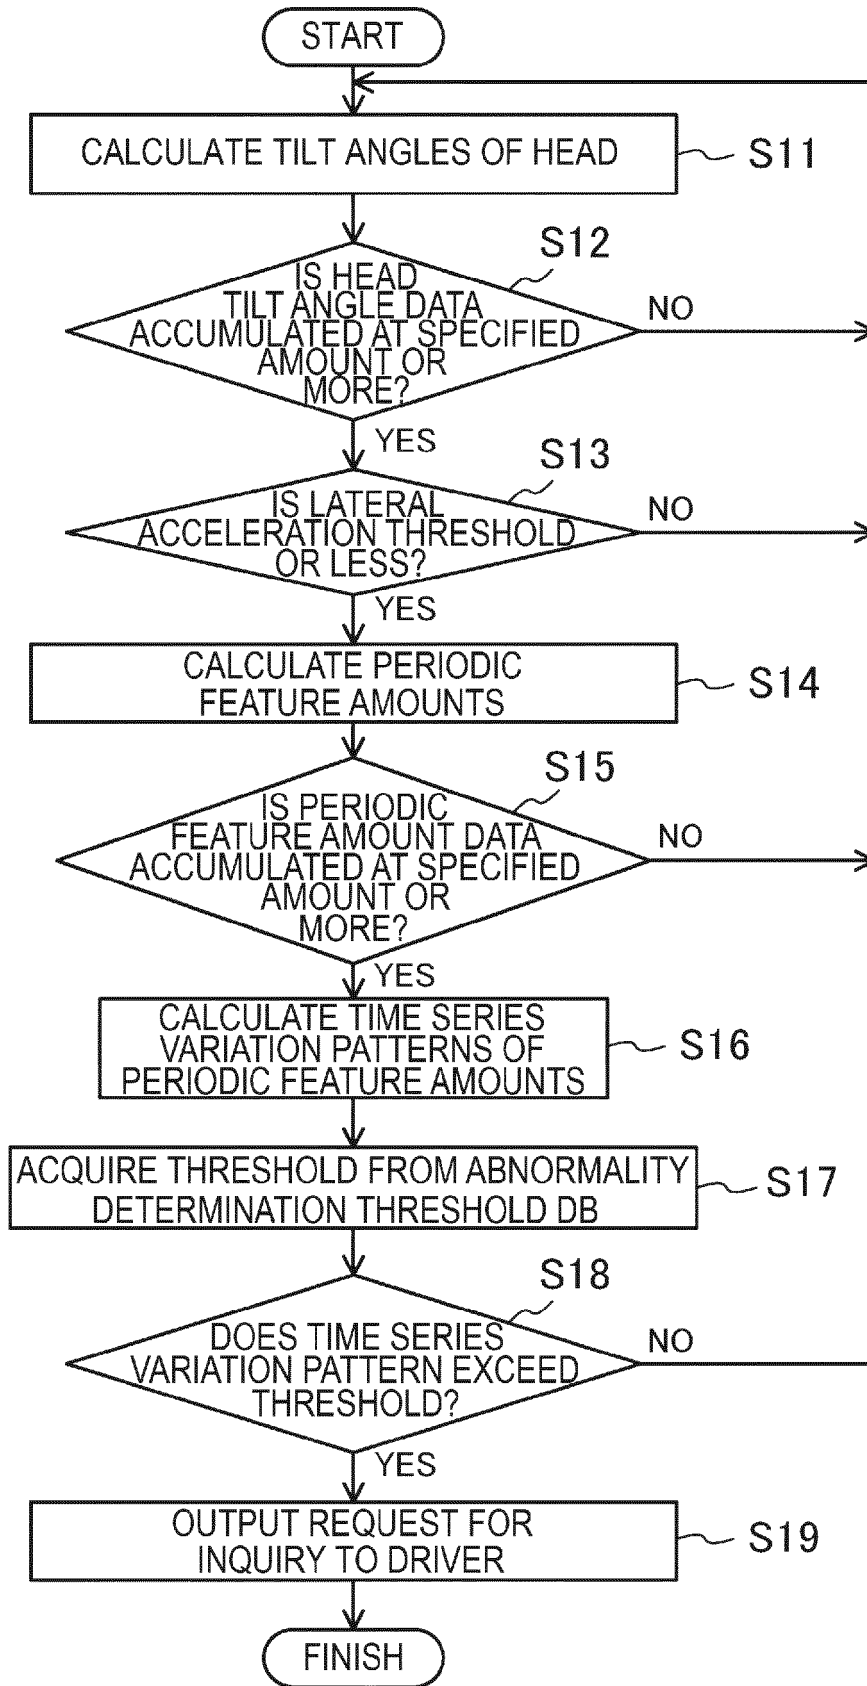 START
CALCULATE TILT ANGLES OF HEAD
S11
S12
IS HEAD
TILT ANGLE DATA
ACCUMULATED AT SPECIFIED
AMOUNT OR
MORE?
NO
YES
S13
IS LATERAL
ACCELERATION THRESHOLD
OR LESS?
NO
YES
CALCULATE PERIODIC
FEATURE AMOUNTS
S14
S15
IS PERIODIC
FEATURE AMOUNT DATA
ACCUMULATED AT SPECIFIED
AMOUNT OR
MORE?
NO
YES
CALCULATE TIME SERIES
VARIATION PATTERNS OF
PERIODIC FEATURE AMOUNTS
S16
ACQUIRE THRESHOLD FROM ABNORMALITY
DETERMINATION THRESHOLD DB
S17
S18
DOES TIME SERIES
VARIATION PATTERN EXCEED
THRESHOLD?
NO
YES
OUTPUT REQUEST FOR
INQUIRY TO DRIVER
S19
FINISH